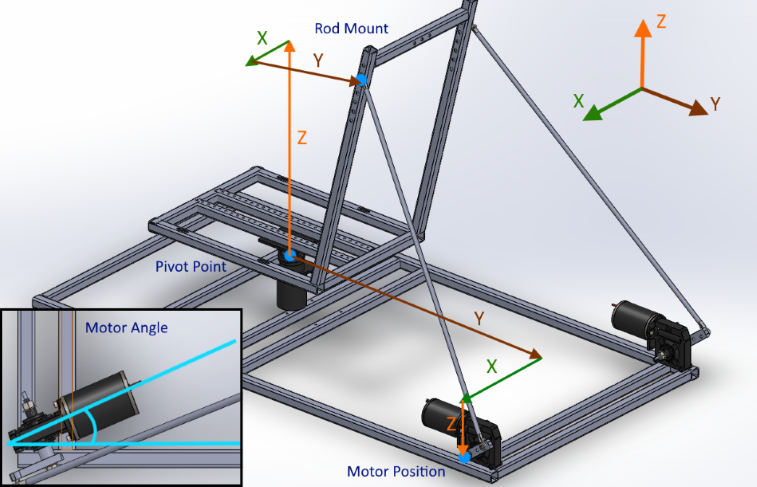 Rod Mount
X
Y
Z
X
Y
Z
Pivot Point
Motor Angle
Y
X
Z
Motor Position